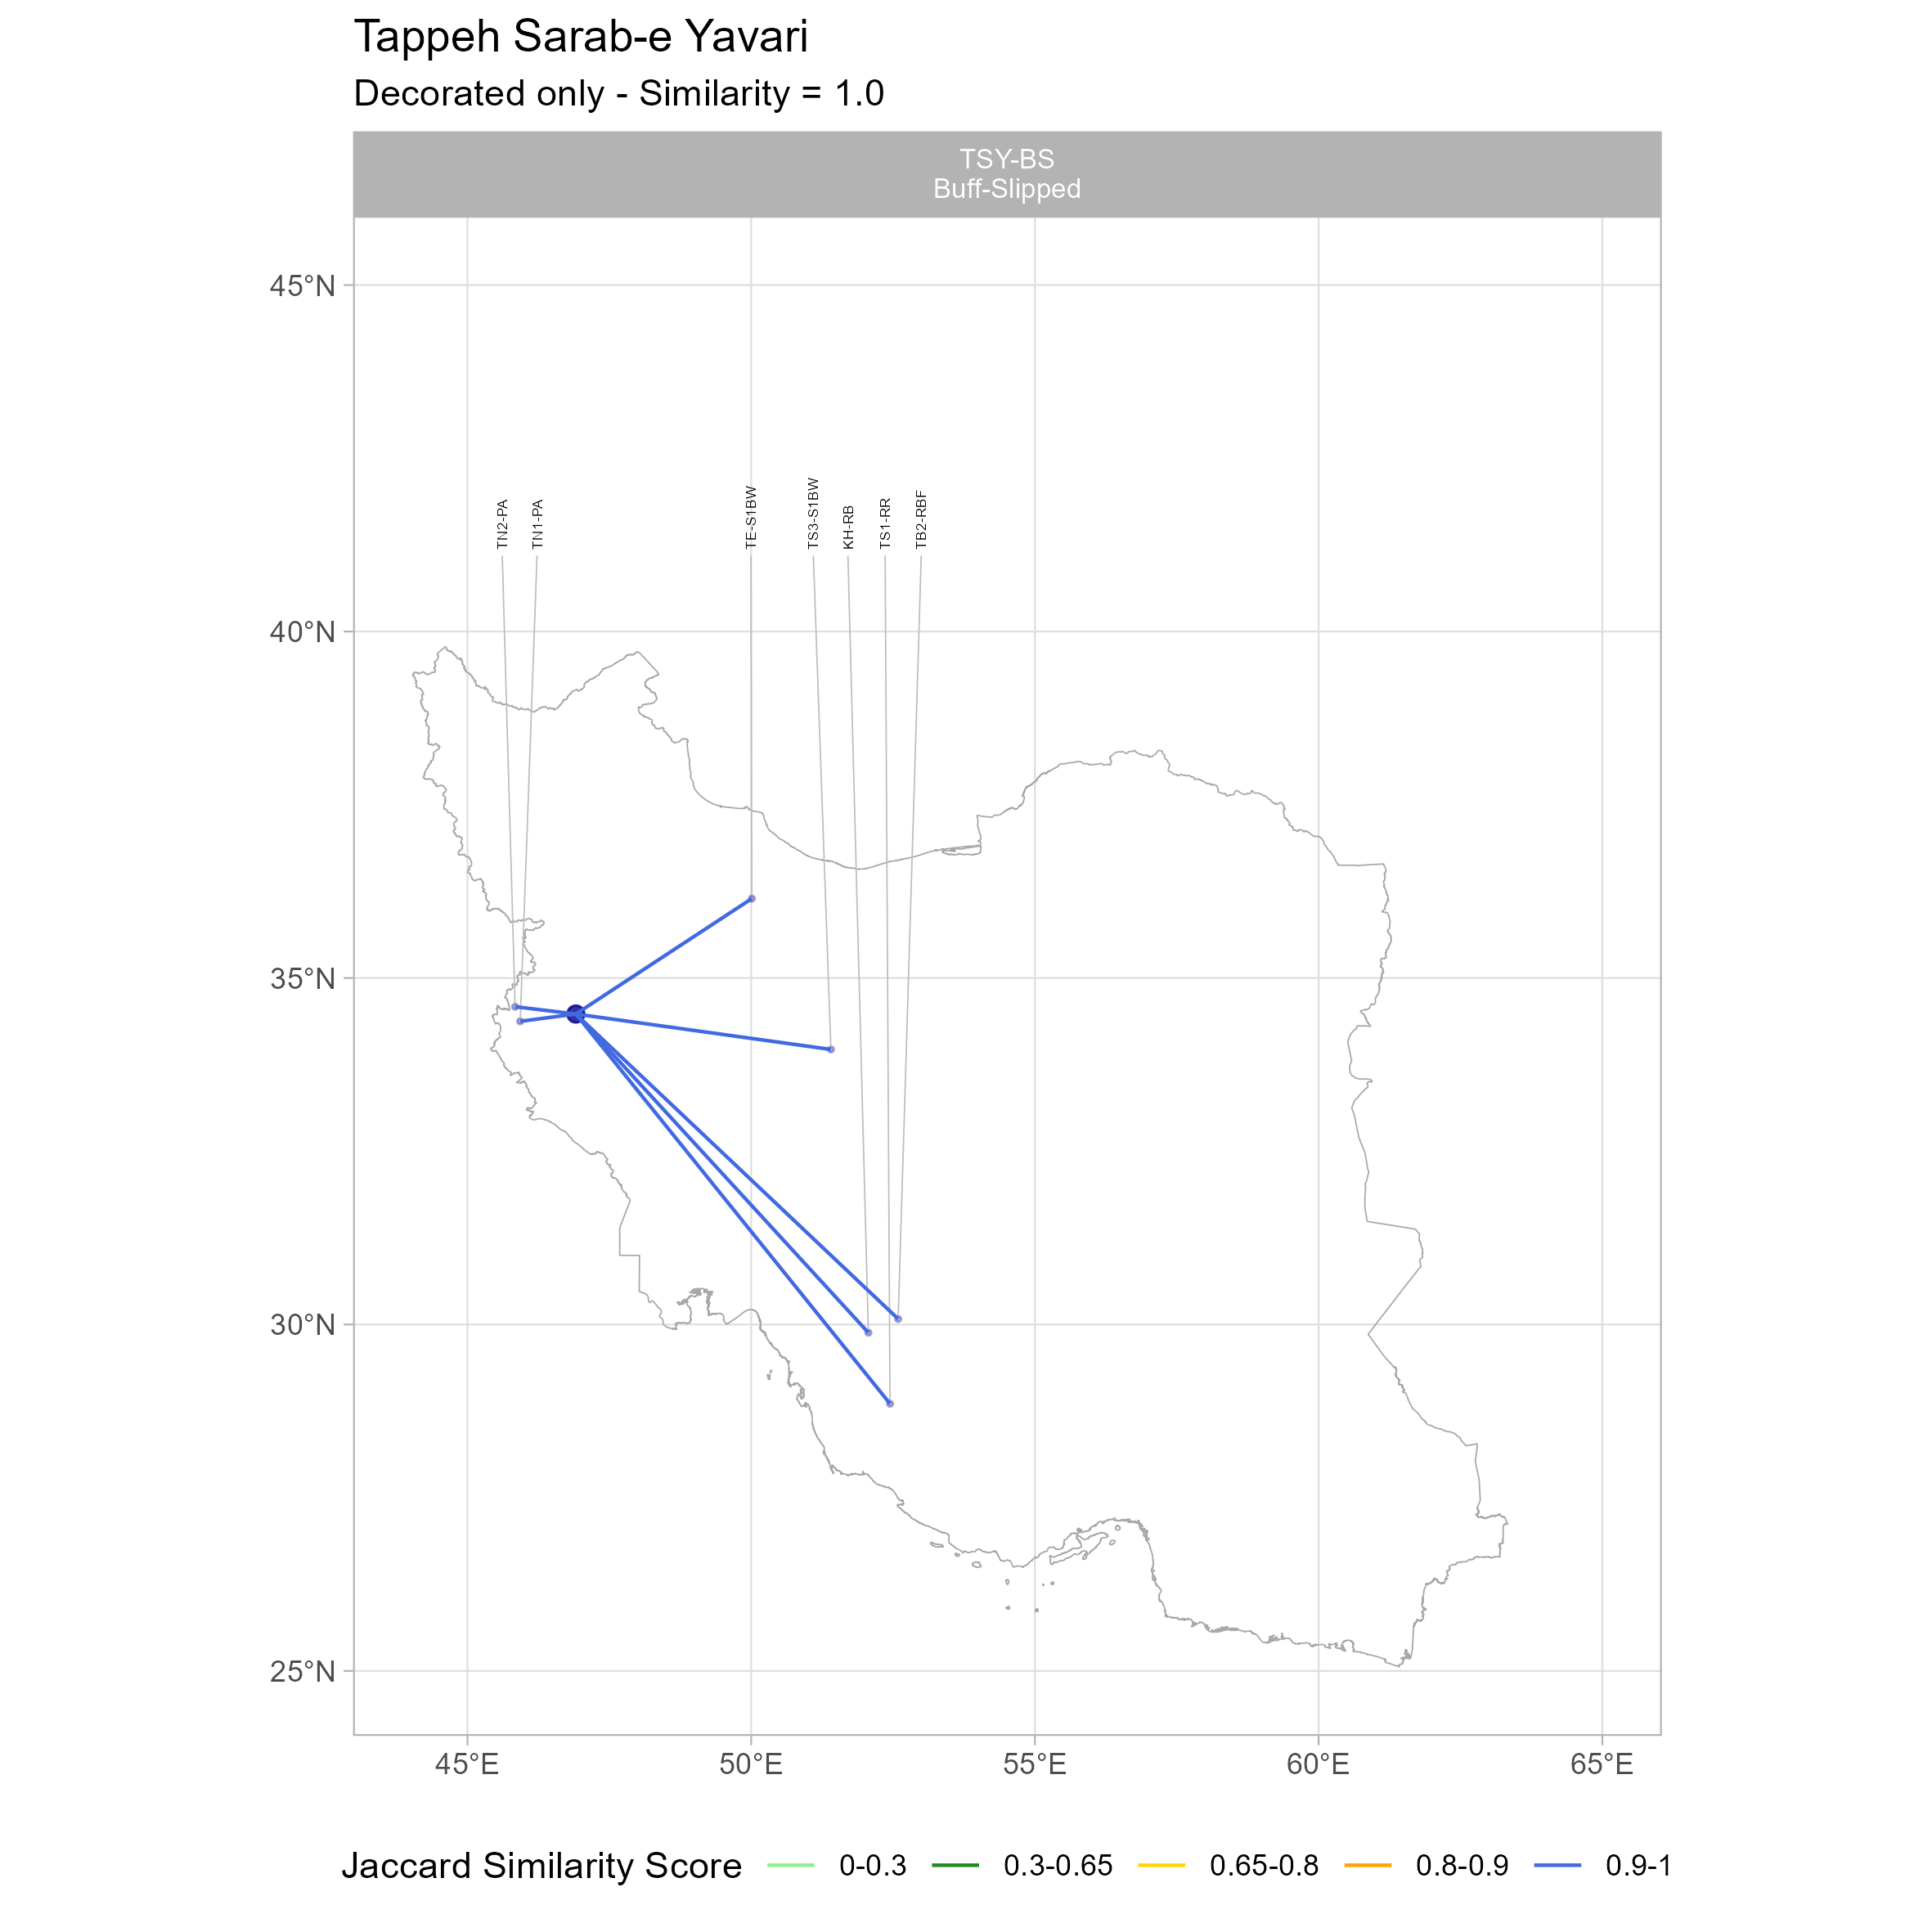 Tappeh Sarab-e Yavari
Decorated only - Similarity = 1.0
TSY-BS
Buff-Slipped
45°N
40°N
35°N
30°N
25°N
TN2-PA
TN1-PA
TE-S1BW
TS3-S1BW
KH-RB
TS1-RR
TB2-RBF
45°E
50°E
55°E
60°E
65°E
Jaccard Similarity Score 0-0.3 0.3-0.65 0.65-0.8 0.8-0.9 0.9-1